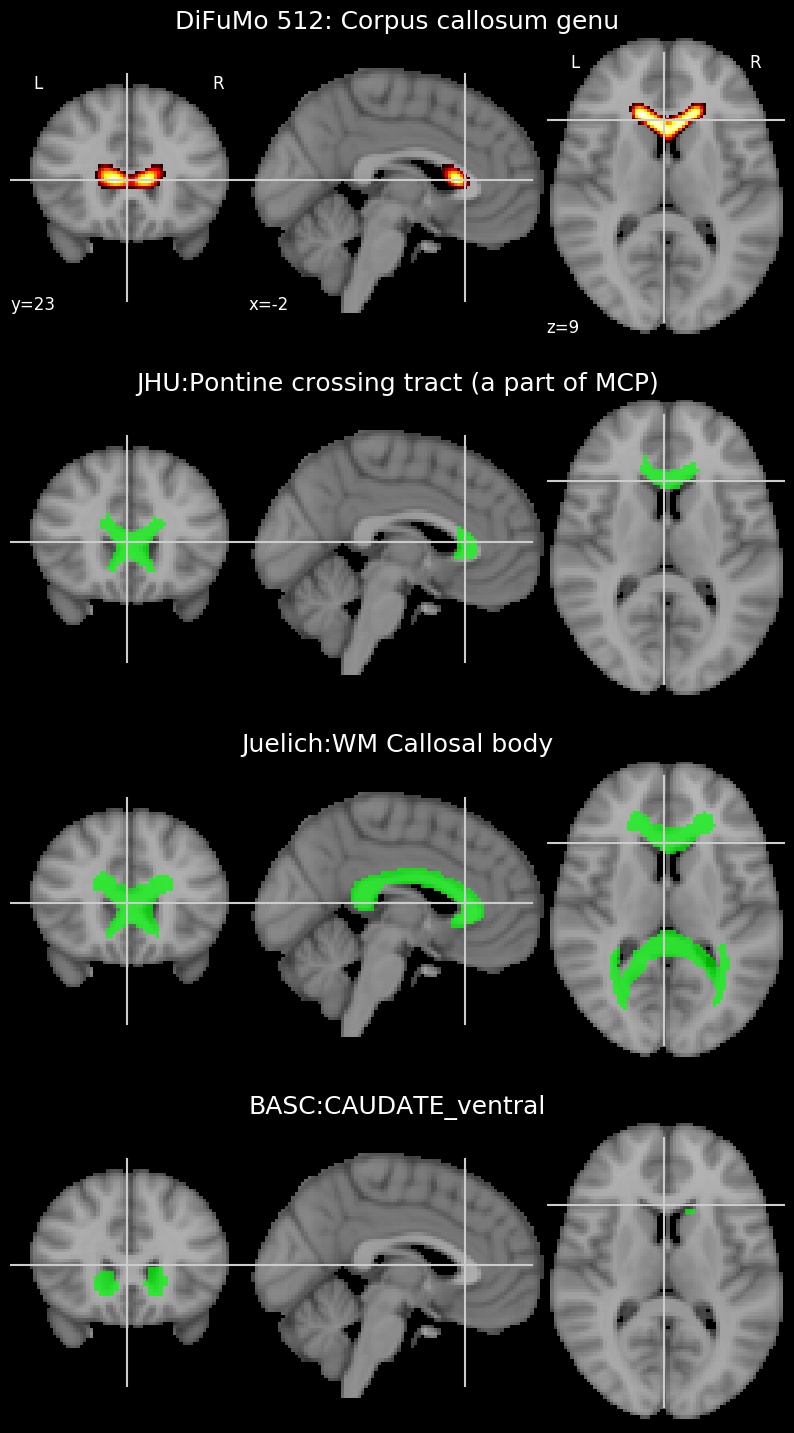 DiFuMo 512: Corpus callosum genu
L R L R
y=23 x=-2 z=9
JHU:Pontine crossing tract (a part of MCP)
Juelich:WM Callosal body
BASC:CAUDATE_ventral